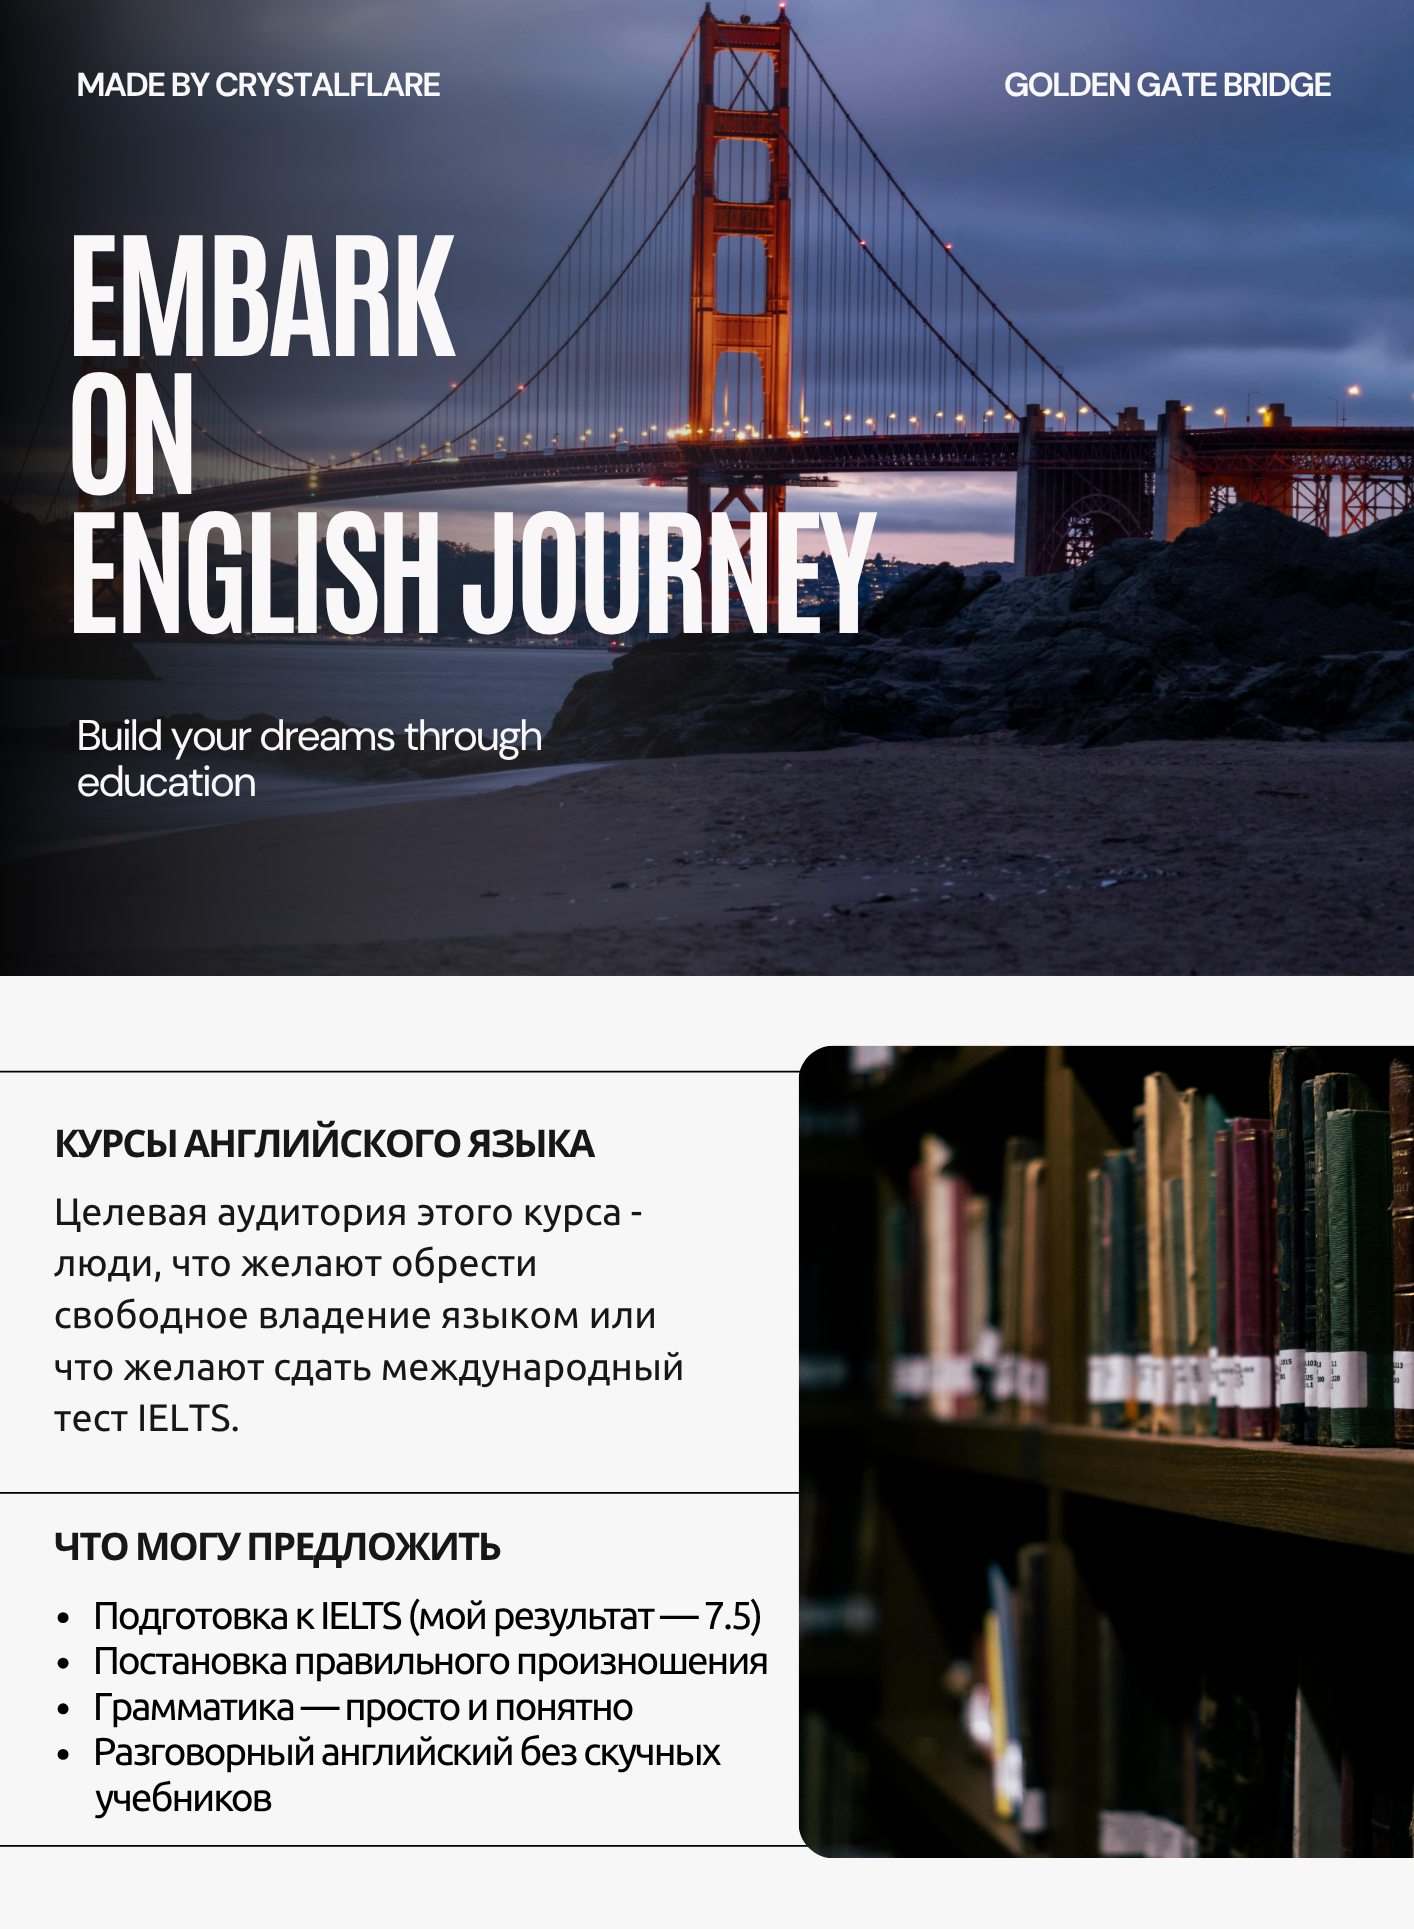 MADE BY CRYSTALFLARE
GOLDEN GATE BRIDGE
EMBARK
ON
ENGLISH JOURNEY
Build your dreams through
education
КУРСЫ АНГЛИЙСКОГО ЯЗЫКА
Целевая аудитория этого курса -
люди, что желают обрести
свободное владение языком или
что желают сдать международный
тест IELTS.
ЧТО МОГУ ПРЕДЛОЖИТЬ
• Подготовка к IELTS (мой результат — 7.5)
• Постановка правильного произношения
• Грамматика — просто и понятно
• Разговорный английский без скучных
учебников